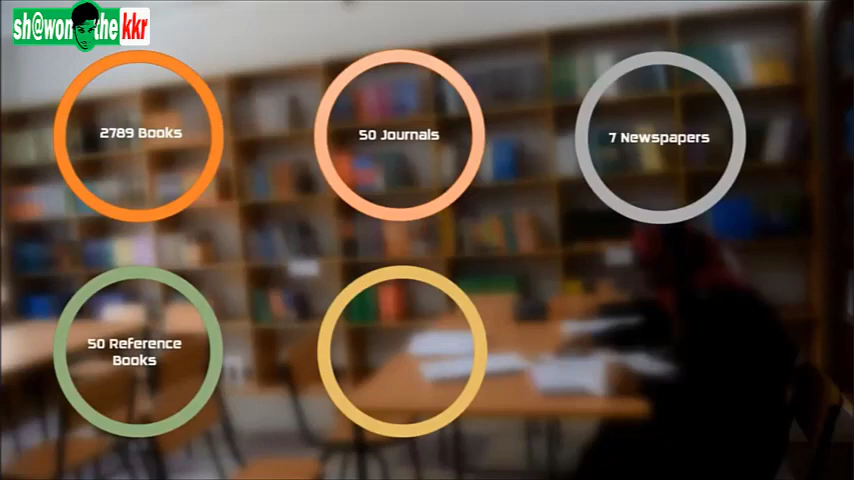 sh@won the kkr
2789 Books
50 Journals
7 Newspapers
50 Reference
Books